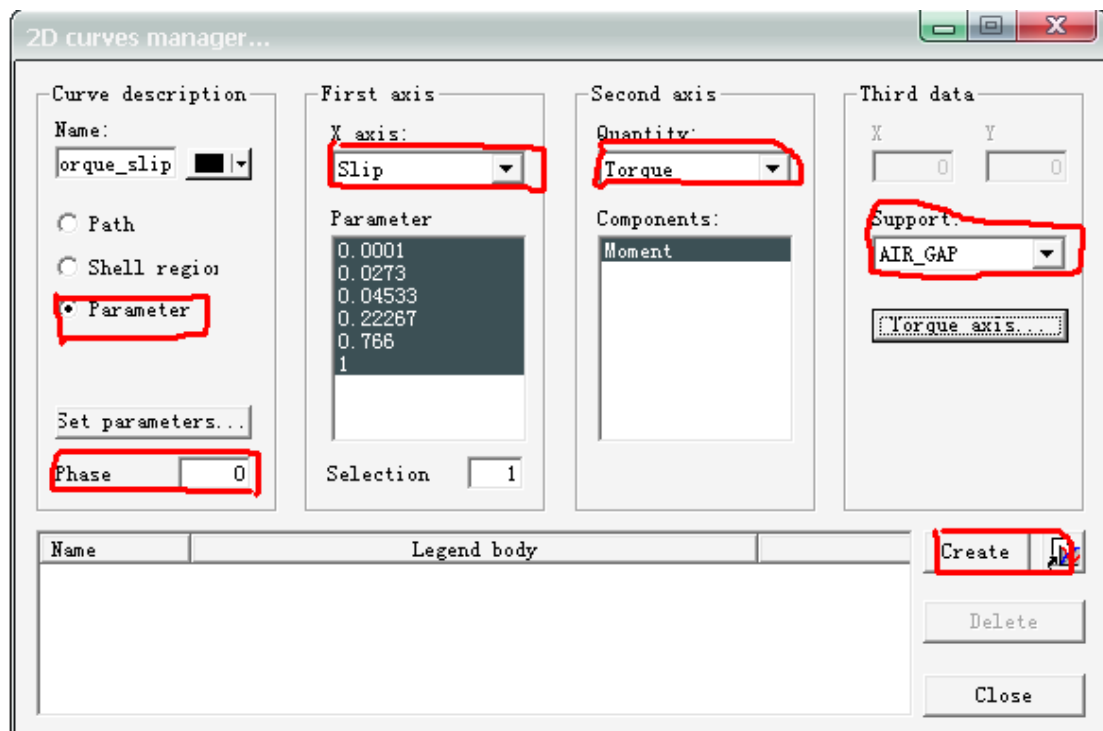 2D curves manager...
Curve description
Name:
orque_slip
Path
Shell region
Parameter
Set parameters...
Phase 0
First axis
X axis:
Slip
Parameter
0.0001
0.0273
0.04533
0.22267
0.766
1
Selection 1
Second axis
Quantity:
Torque
Components:
Moment
Third data
X Y
0 0
Support:
AIR_GAP
Torque axis...
Name Legend body
Create
Delete
Close